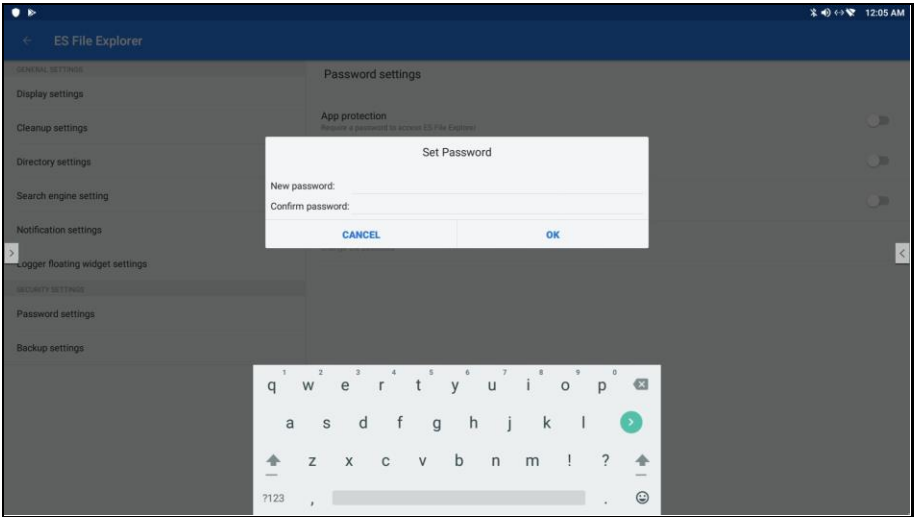 12:05 AM
ES File Explorer
GENERAL SETTINGS
Display settings
Cleanup settings
Directory settings
Search engine setting
Notification settings
Logger floating widget settings
SECURITY SETTINGS
Password settings
Backup settings
Password settings
App protection
Require a password to access ES File Explorer
Set Password
New password:
Confirm password:
CANCEL OK
1 2 3 4 5 6 7 8 9 0
q w e r t y u i o p
a s d f g h j k l
z x c v b n m ! ?
?123 , .